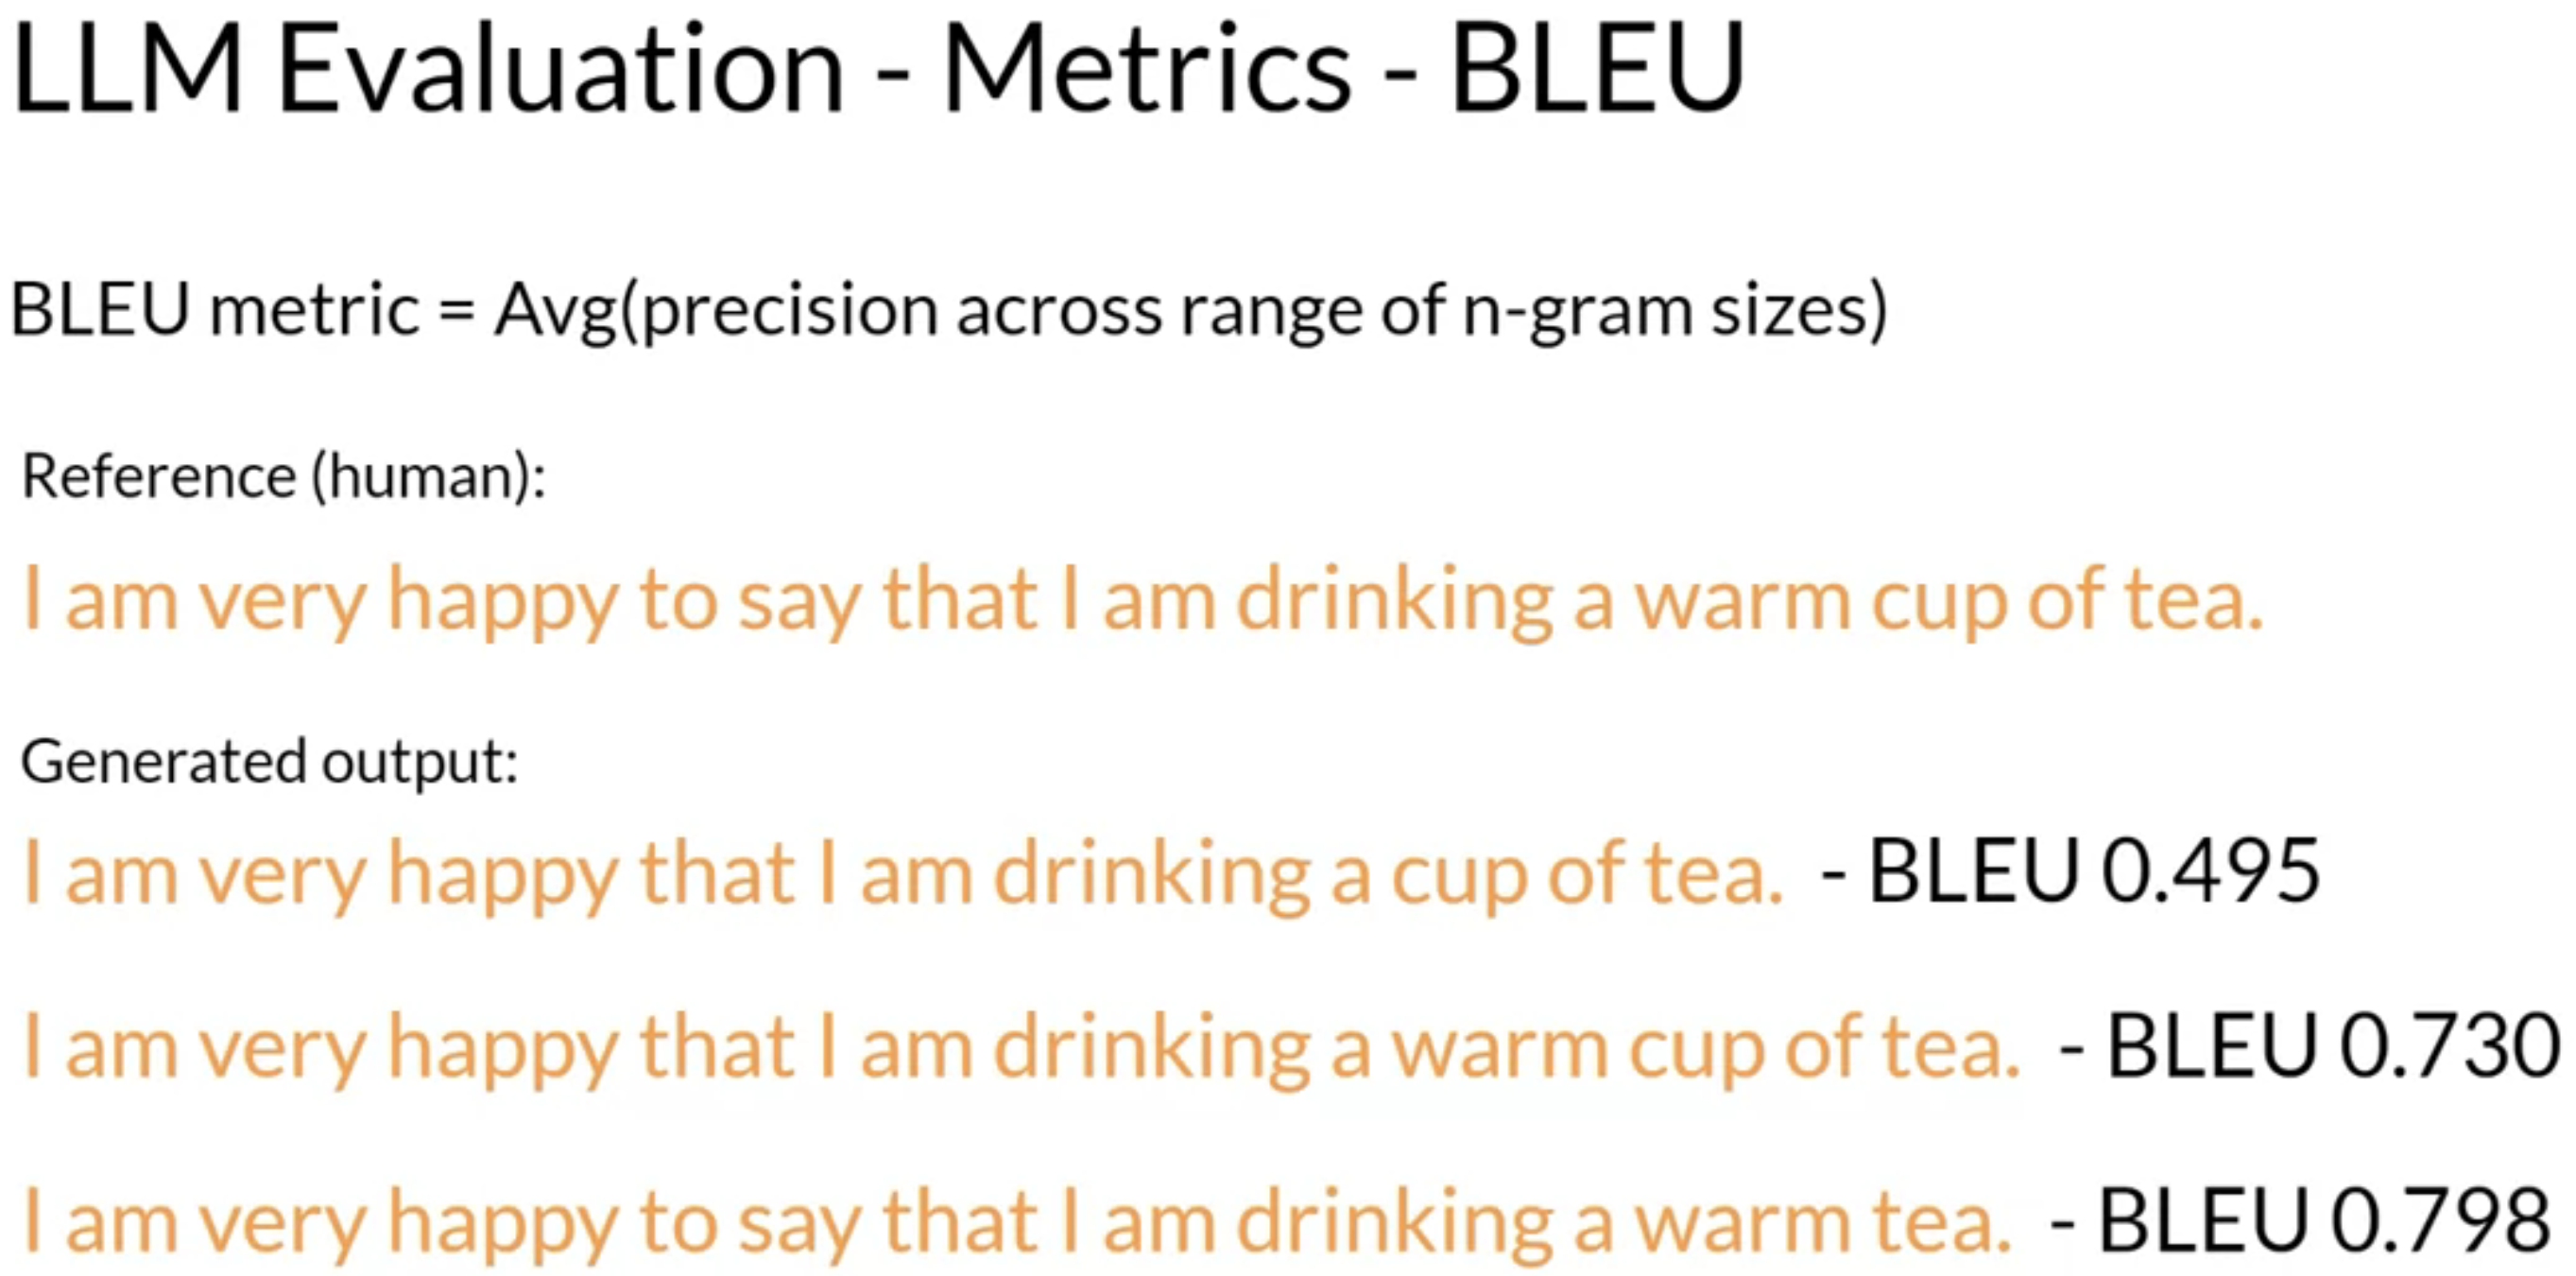 LLM Evaluation - Metrics - BLEU
BLEU metric = Avg(precision across range of n-gram sizes)
Reference (human):
I am very happy to say that I am drinking a warm cup of tea.
Generated output:
I am very happy that I am drinking a cup of tea. - BLEU 0.495
I am very happy that I am drinking a warm cup of tea. - BLEU 0.730
I am very happy to say that I am drinking a warm tea. - BLEU 0.798